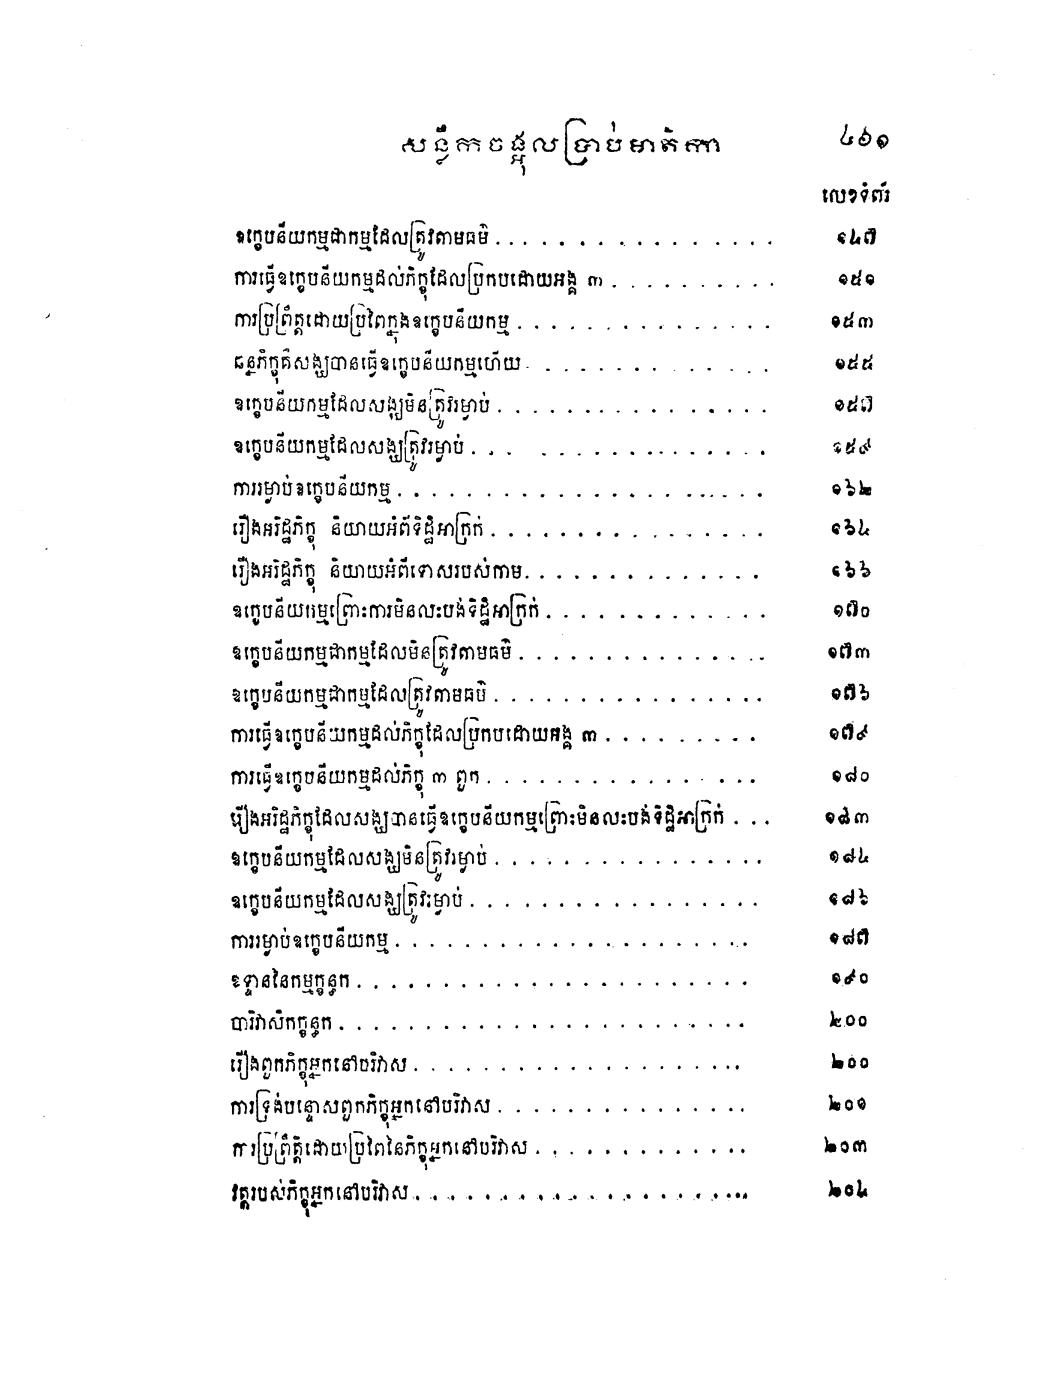 សន្លឹកចង្អុលប្រាប់មាតិកា ៤៦១
លេខទំព័រ
ឧក្ខេបនីយកម្មជាកម្មដែលត្រូវតាមធម៌ . . . . . . . . . . . . . . . . ១៤៧
ការធ្វើឧក្ខេបនីយកម្មដល់ភិក្ខុដែលប្រកបដោយអង្គ ៣ . . . . . . . . . . ១៥១
ការប្រព្រឹត្តដោយប្រពៃក្នុងឧក្ខេបនីយកម្ម . . . . . . . . . . . . . . . ១៥៣
ឆន្នភិក្ខុគឺសង្ឃបានធ្វើឧក្ខេបនីយកម្មហើយ . . . . . . . . . . . . . . ១៥៥
ឧក្ខេបនីយកម្មដែលសង្ឃមិនត្រូវរម្ងាប់ . . . . . . . . . . . . . . . . ១៥៧
ឧក្ខេបនីយកម្មដែលសង្ឃត្រូវរម្ងាប់ . . . . . . . . . . . . . . . . ១៥៩
ការរម្ងាប់ឧក្ខេបនីយកម្ម . . . . . . . . . . . . . . . . . . . . . ១៦២
រឿងអរិដ្ឋភិក្ខុ និយាយអំពីទិដ្ឋិអាក្រក់ . . . . . . . . . . . . . . . . ១៦៤
រឿងអរិដ្ឋភិក្ខុ និយាយអំពីទោសរបស់កាម. . . . . . . . . . . . . . ១៦៦
ឧក្ខេបនីយកម្មព្រោះការមិនលះបង់ទិដ្ឋិអាក្រក់ . . . . . . . . . . . . . ១៧០
ឧក្ខេបនីយកម្មជាកម្មដែលមិនត្រូវតាមធម៌ . . . . . . . . . . . . . . . ១៧៣
ឧក្ខេបនីយកម្មជាកម្មដែលត្រូវតាមធម៌ . . . . . . . . . . . . . . . . ១៧៦
ការធ្វើឧក្ខេបនីយកម្មដល់ភិក្ខុដែលប្រកបដោយអង្គ ៣ . . . . . . . . . ១៧៩
ការធ្វើឧក្ខេបនីយកម្មដល់ភិក្ខុ ៣ ពួក . . . . . . . . . . . . . . . . ១៨០
រឿងអរិដ្ឋភិក្ខុដែលសង្ឃបានធ្វើឧក្ខេបនីយកម្មព្រោះមិនលះបង់ទិដ្ឋិអាក្រក់ . . . ១៨៣
ឧក្ខេបនីយកម្មដែលសង្ឃមិនត្រូវរម្ងាប់ . . . . . . . . . . . . . . . . ១៨៤
ឧក្ខេបនីយកម្មដែលសង្ឃត្រូវរម្ងាប់ . . . . . . . . . . . . . . . . . ១៨៦
ការរម្ងាប់ឧក្ខេបនីយកម្ម . . . . . . . . . . . . . . . . . . . . . ១៨៧
ឧទ្ទាននៃកម្មក្ខន្ធក . . . . . . . . . . . . . . . . . . . . . . . ១៩០
បារិវាសិកក្ខន្ធក . . . . . . . . . . . . . . . . . . . . . . . . ២០០
រឿងពួកភិក្ខុអ្នកនៅបរិវាស . . . . . . . . . . . . . . . . . . . . ២០០
ការទ្រង់បន្ទោសពួកភិក្ខុអ្នកនៅបរិវាស . . . . . . . . . . . . . . . ២០១
ការប្រព្រឹត្តិដោយប្រពៃនៃភិក្ខុអ្នកនៅបរិវាស . . . . . . . . . . . . . ២០៣
វត្តរបស់ភិក្ខុអ្នកនៅបរិវាស . . . . . . . . . . . . . . . . . . . . ២០៤